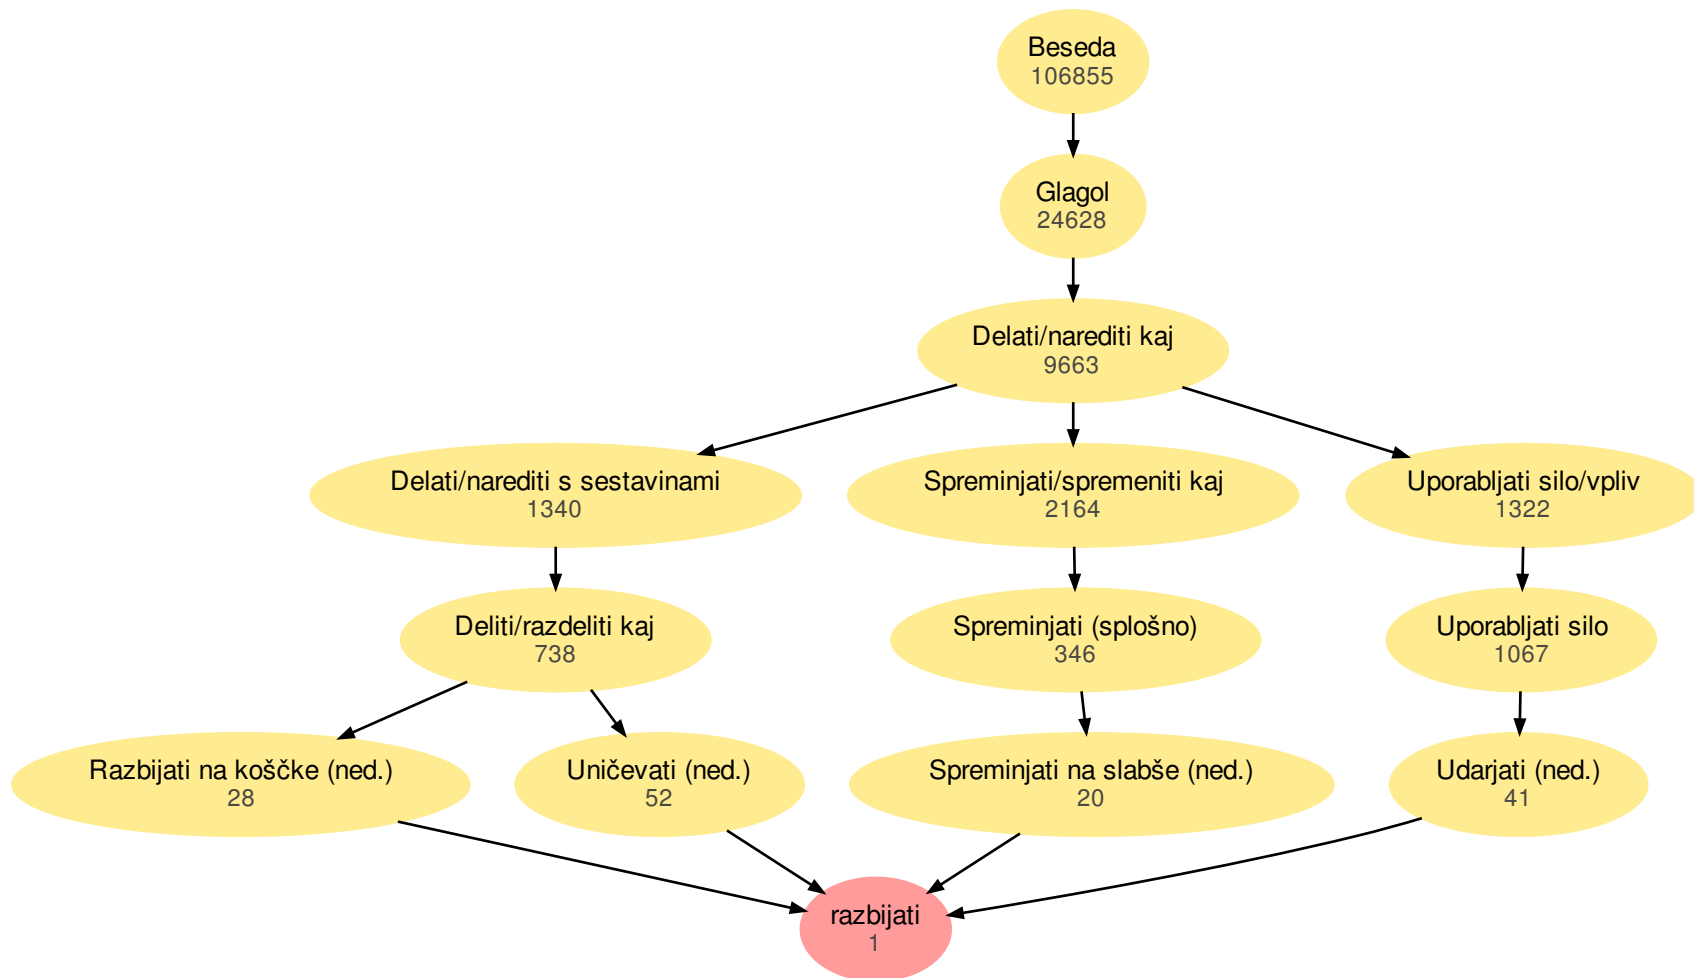 Beseda
106855
Glagol
24628
Delati/narediti kaj
9663
Delati/narediti s sestavinami
1340
Spreminjati/spremeniti kaj
2164
Uporabljati silo/vpliv
1322
Deliti/razdeliti kaj
738
Spreminjati (splošno)
346
Uporabljati silo
1067
Razbijati na koščke (ned.)
28
Uničevati (ned.)
52
Spreminjati na slabše (ned.)
20
Udarjati (ned.)
41
razbijati
1